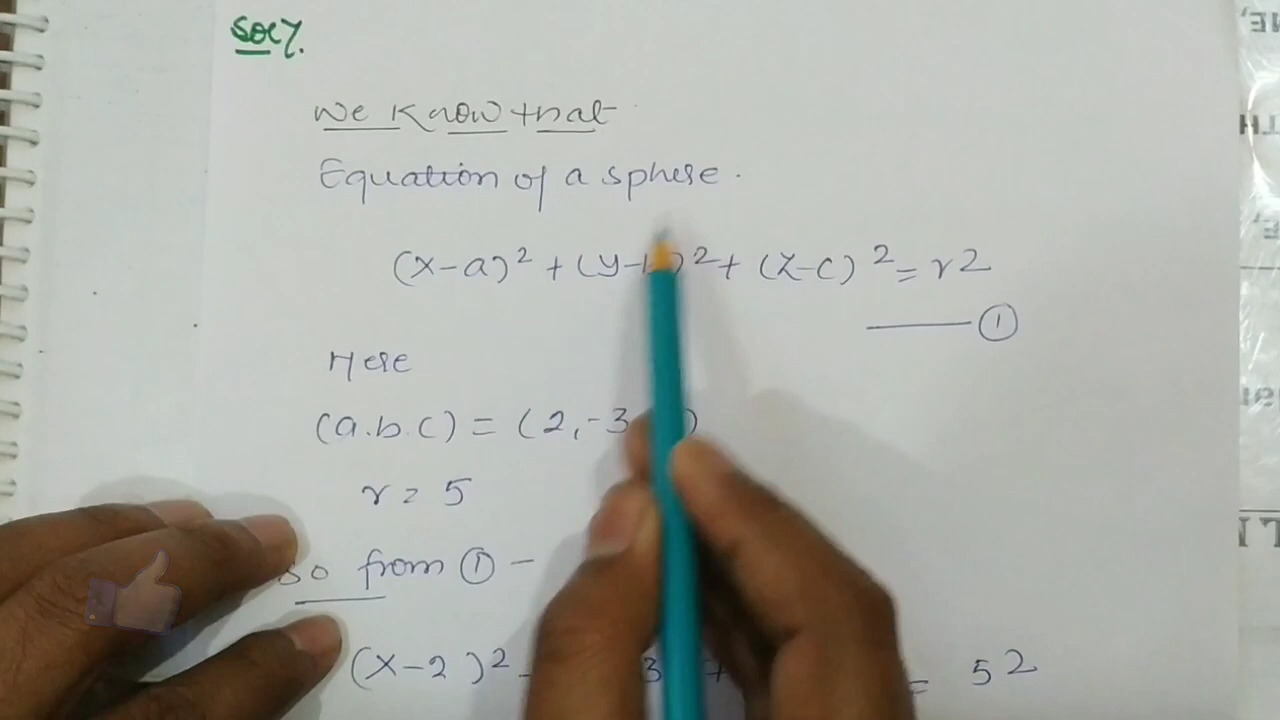 Soln.
We Know that
Equation of a sphere.
(x-a)² + (y- )² + (z-c)² = r2
①
Here
(a.b.c) = (2,-3 )
r = 5
so from ① -
(x-2)² 3 + = 52